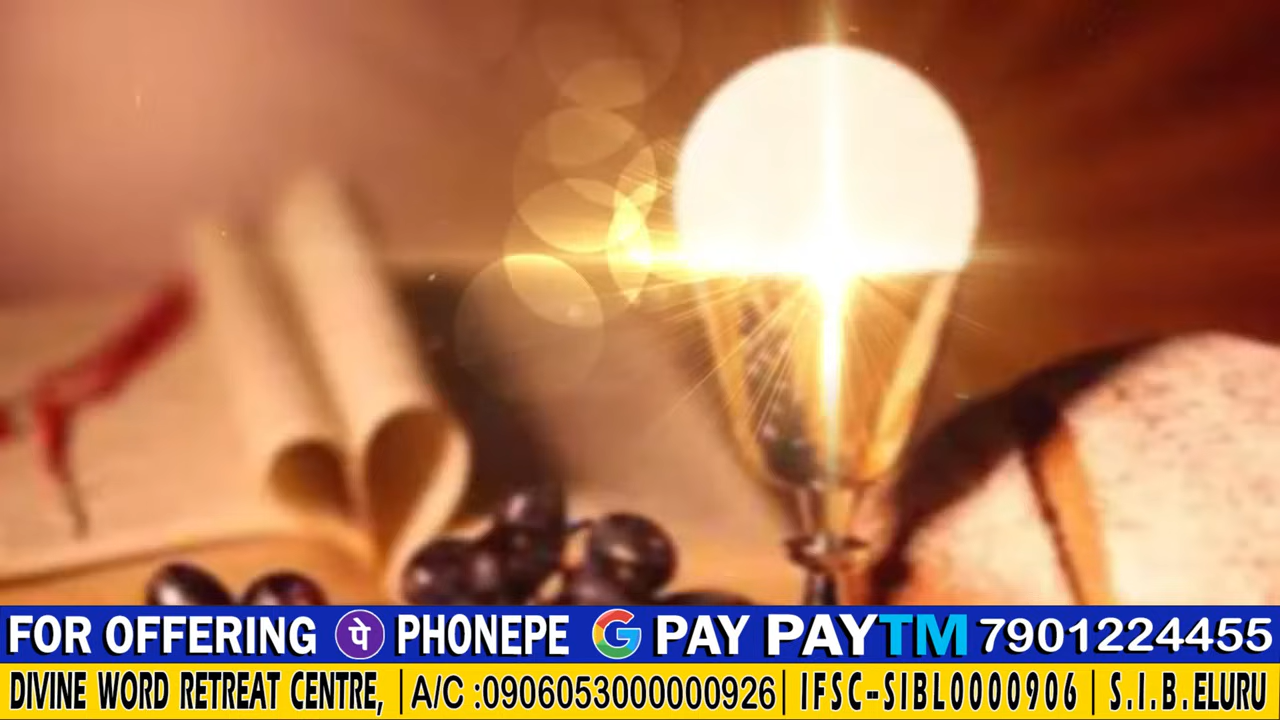 FOR OFFERING पे PHONEPE G PAY PAYTM 7901224455
DIVINE WORD RETREAT CENTRE, | A/C :0906053000000926| IFSC-SIBL0000906 | S.I.B.ELURU